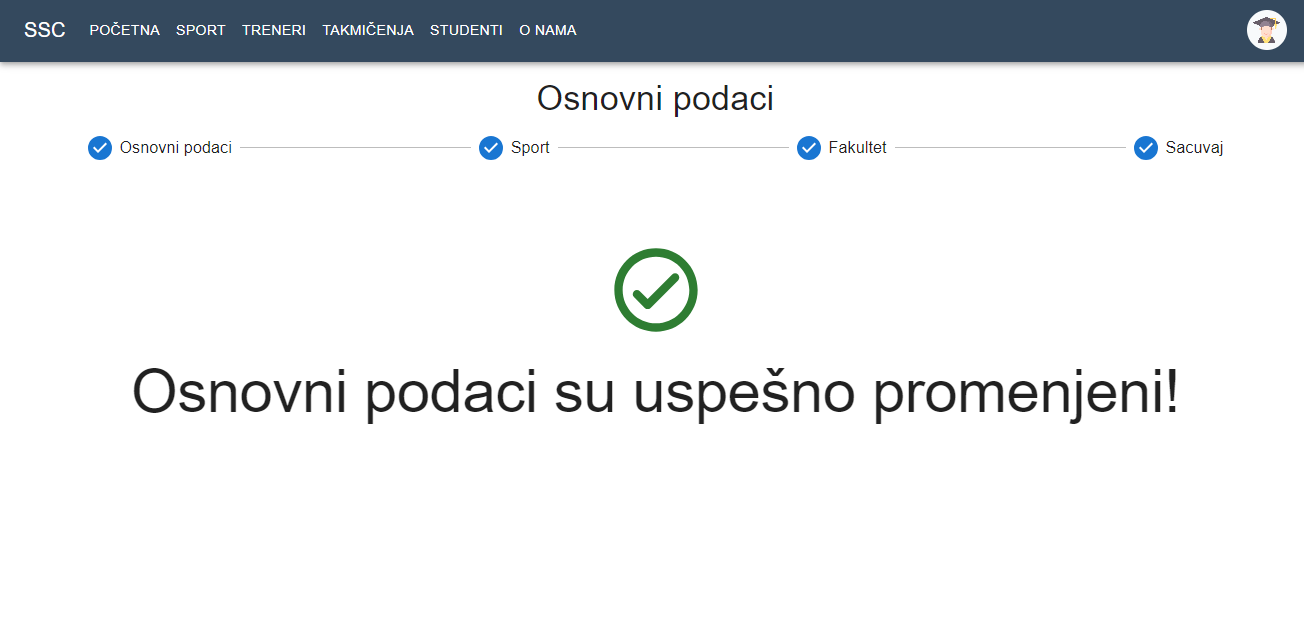 SSC POČETNA SPORT TRENERI TAKMIČENJA STUDENTI O NAMA
Osnovni podaci
Osnovni podaci Sport Fakultet Sacuvaj
Osnovni podaci su uspešno promenjeni!